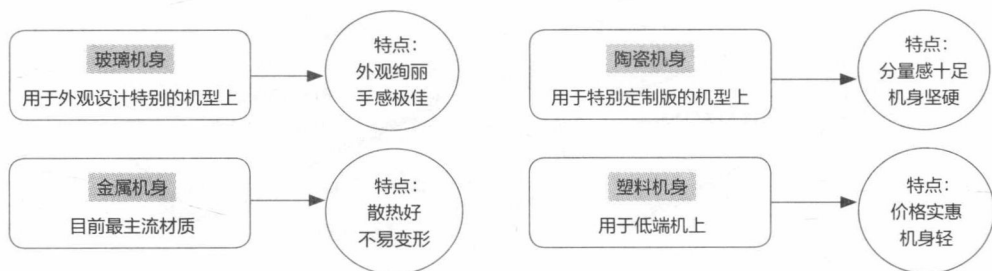 玻璃机身
用于外观设计特别的机型上
特点：
外观绚丽
手感极佳
陶瓷机身
用于特别定制版的机型上
特点：
分量感十足
机身坚硬
金属机身
目前最主流材质
特点：
散热好
不易变形
塑料机身
用于低端机上
特点：
价格实惠
机身轻